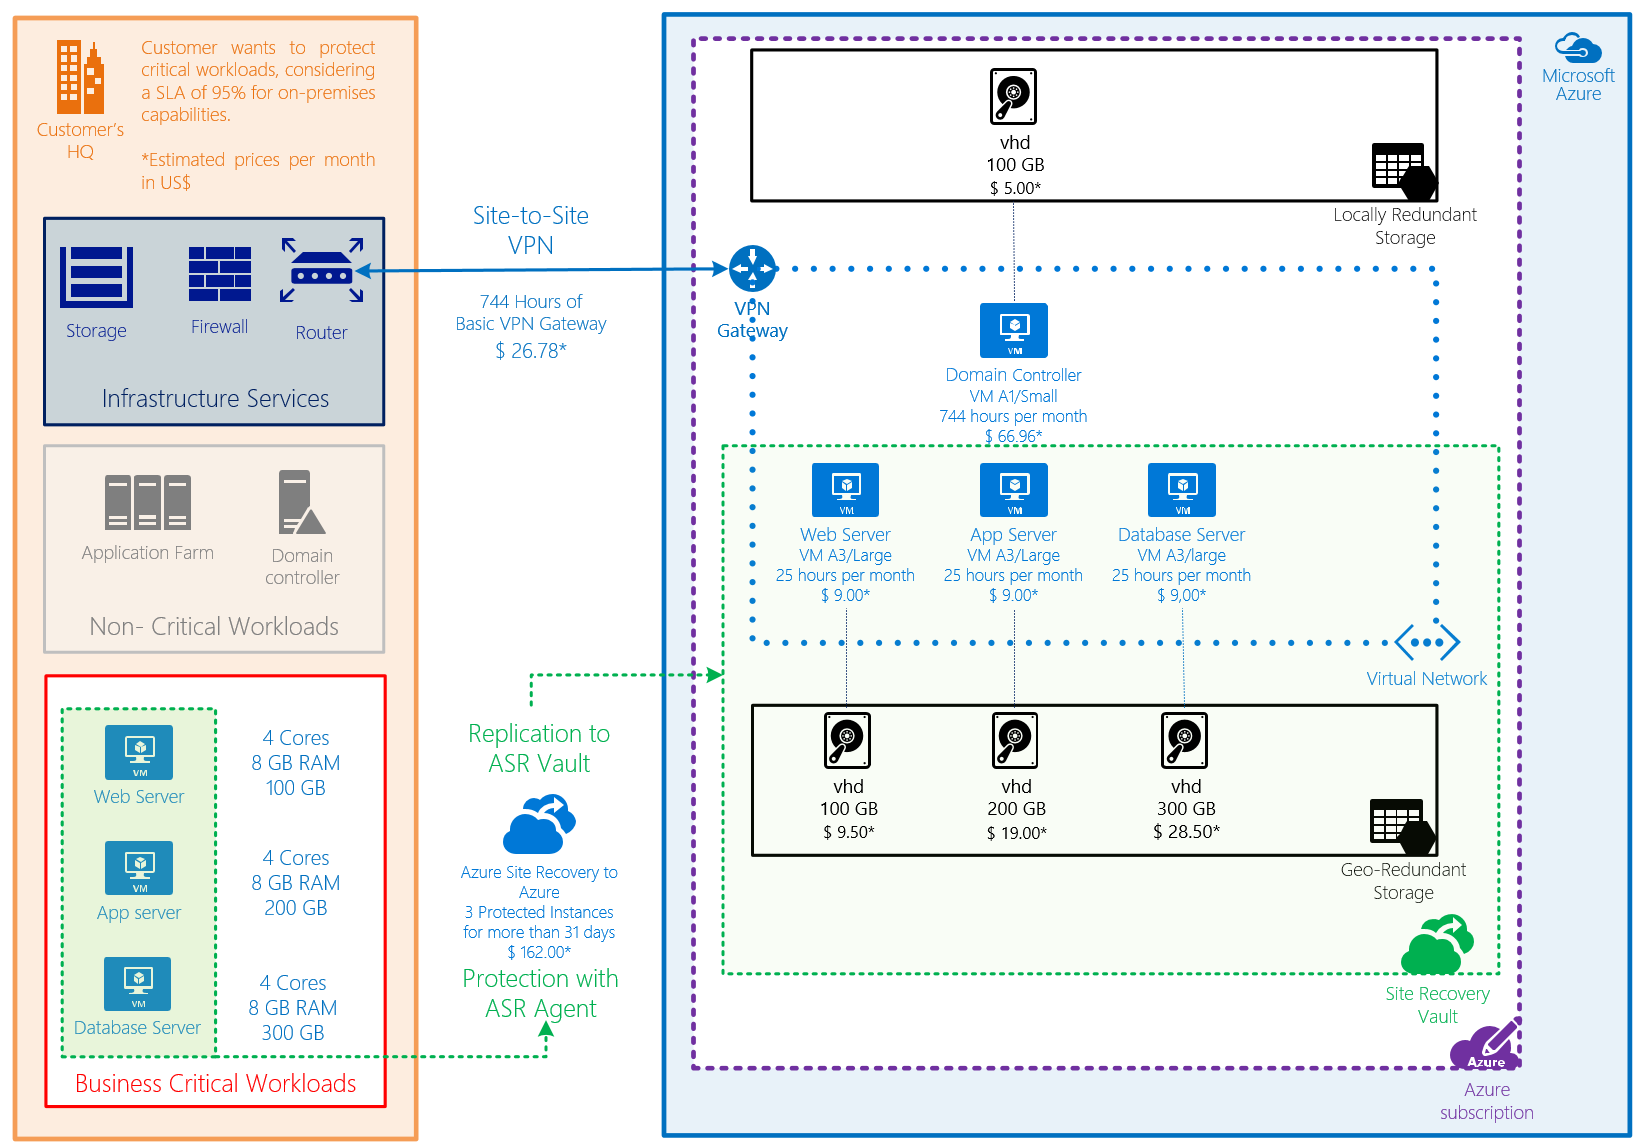 Customer wants to protect
critical workloads, considering
a SLA of 95% for on-premises
capabilities.
*Estimated prices per month
in US$
Customer's
HQ
Storage
Firewall
Router
Infrastructure Services
Application Farm
Domain
controller
Non- Critical Workloads
VM
Web Server
4 Cores
8 GB RAM
100 GB
VM
App server
4 Cores
8 GB RAM
200 GB
VM
Database Server
4 Cores
8 GB RAM
300 GB
Business Critical Workloads
Site-to-Site
VPN
744 Hours of
Basic VPN Gateway
$ 26.78*
Replication to
ASR Vault
Azure Site Recovery to
Azure
3 Protected Instances
for more than 31 days
$ 162.00*
Protection with
ASR Agent
Microsoft
Azure
vhd
100 GB
$ 5.00*
Locally Redundant
Storage
VPN
Gateway
VM
Domain Controller
VM A1/Small
744 hours per month
$ 66.96*
VM
Web Server
VM A3/Large
25 hours per month
$ 9.00*
VM
App Server
VM A3/Large
25 hours per month
$ 9.00*
VM
Database Server
VM A3/large
25 hours per month
$ 9,00*
Virtual Network
vhd
100 GB
$ 9.50*
vhd
200 GB
$ 19.00*
vhd
300 GB
$ 28.50*
Geo-Redundant
Storage
Site Recovery
Vault
Azure
Azure
subscription